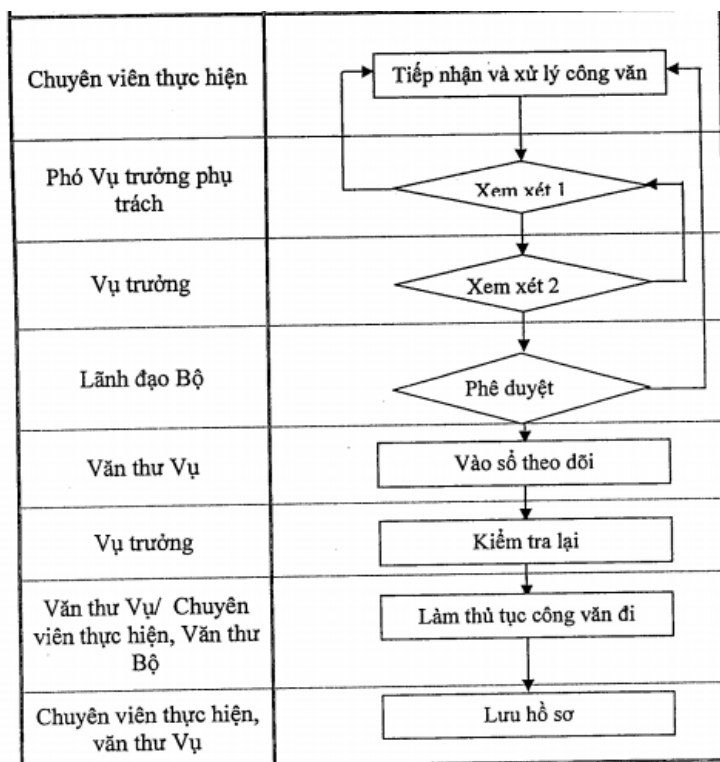 Chuyên viên thực hiện
Tiếp nhận và xử lý công văn
Phó Vụ trưởng phụ
trách
Xem xét 1
Vụ trưởng
Xem xét 2
Lãnh đạo Bộ
Phê duyệt
Văn thư Vụ
Vào sổ theo dõi
Vụ trưởng
Kiểm tra lại
Văn thư Vụ/ Chuyên
viên thực hiện, Văn thư
Bộ
Làm thủ tục công văn đi
Chuyên viên thực hiện,
văn thư Vụ
Lưu hồ sơ